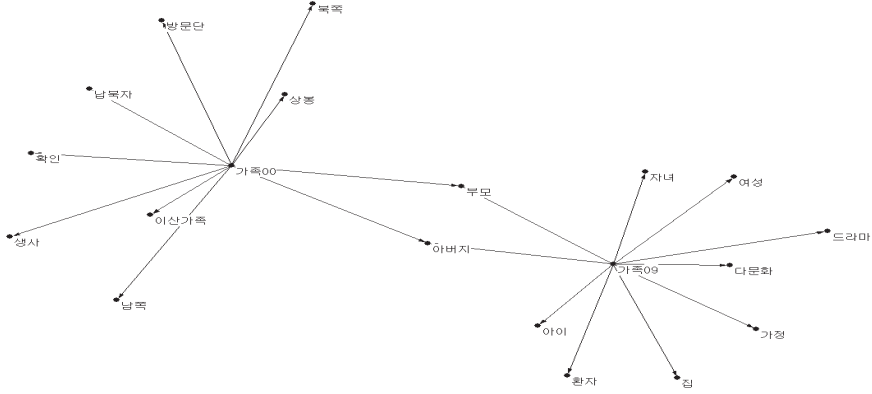 북쪽
방문단
상봉
납북자
확인
가족00
부모
이산가족
생사
아버지
남쪽
자녀
여성
드라마
가족09
다문화
아이
가정
환자
집